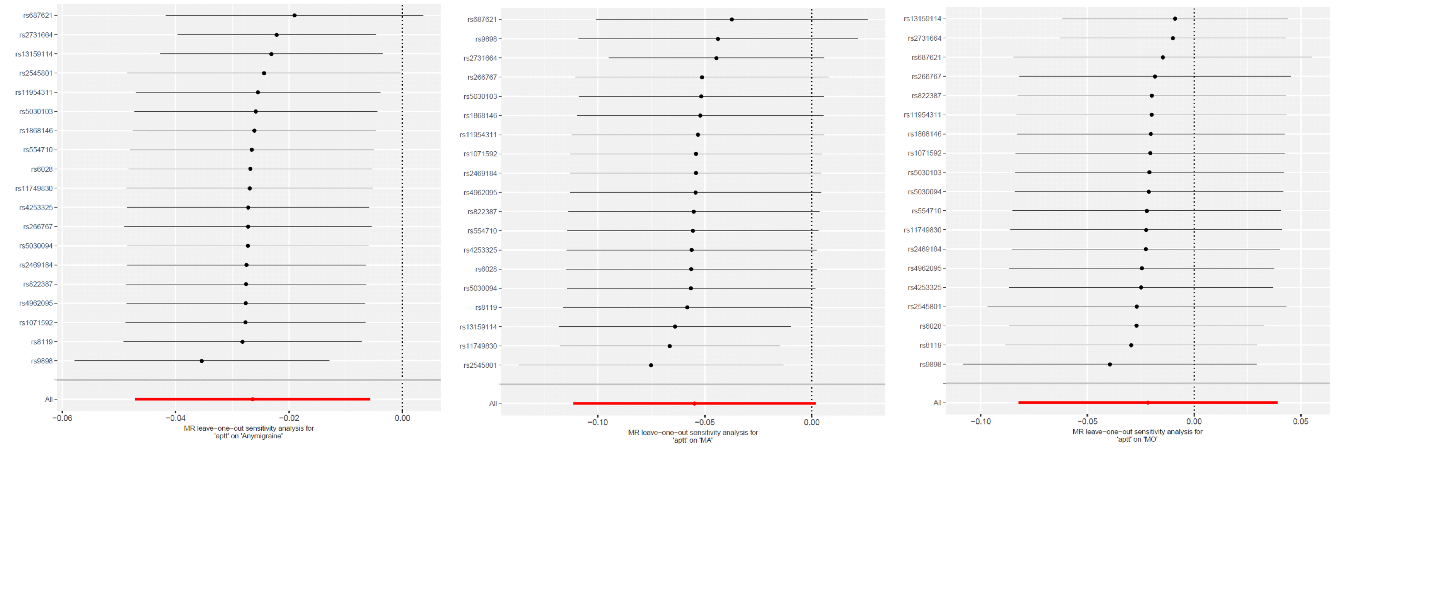 rs687621
rs2731664
rs13159114
rs2545801
rs11954311
rs5030103
rs1868146
rs554710
rs6028
rs11749830
rs4253325
rs266767
rs5030094
rs2469184
rs822387
rs4962095
rs1071592
rs8119
rs9898
All
−0.06 −0.04 −0.02 0.00
MR leave−one−out sensitivity analysis for
'aptt' on 'Anymigraine'
rs687621
rs9898
rs2731664
rs266767
rs5030103
rs1868146
rs11954311
rs1071592
rs2469184
rs4962095
rs822387
rs554710
rs4253325
rs6028
rs5030094
rs8119
rs13159114
rs11749830
rs2545801
All
−0.10 −0.05 0.00
MR leave−one−out sensitivity analysis for
'aptt' on 'MA'
rs13159114
rs2731664
rs687621
rs266767
rs822387
rs11954311
rs1868146
rs1071592
rs5030103
rs5030094
rs554710
rs11749830
rs2469184
rs4962095
rs4253325
rs2545801
rs6028
rs8119
rs9898
All
−0.10 −0.05 0.00 0.05
MR leave−one−out sensitivity analysis for
'aptt' on 'MO'